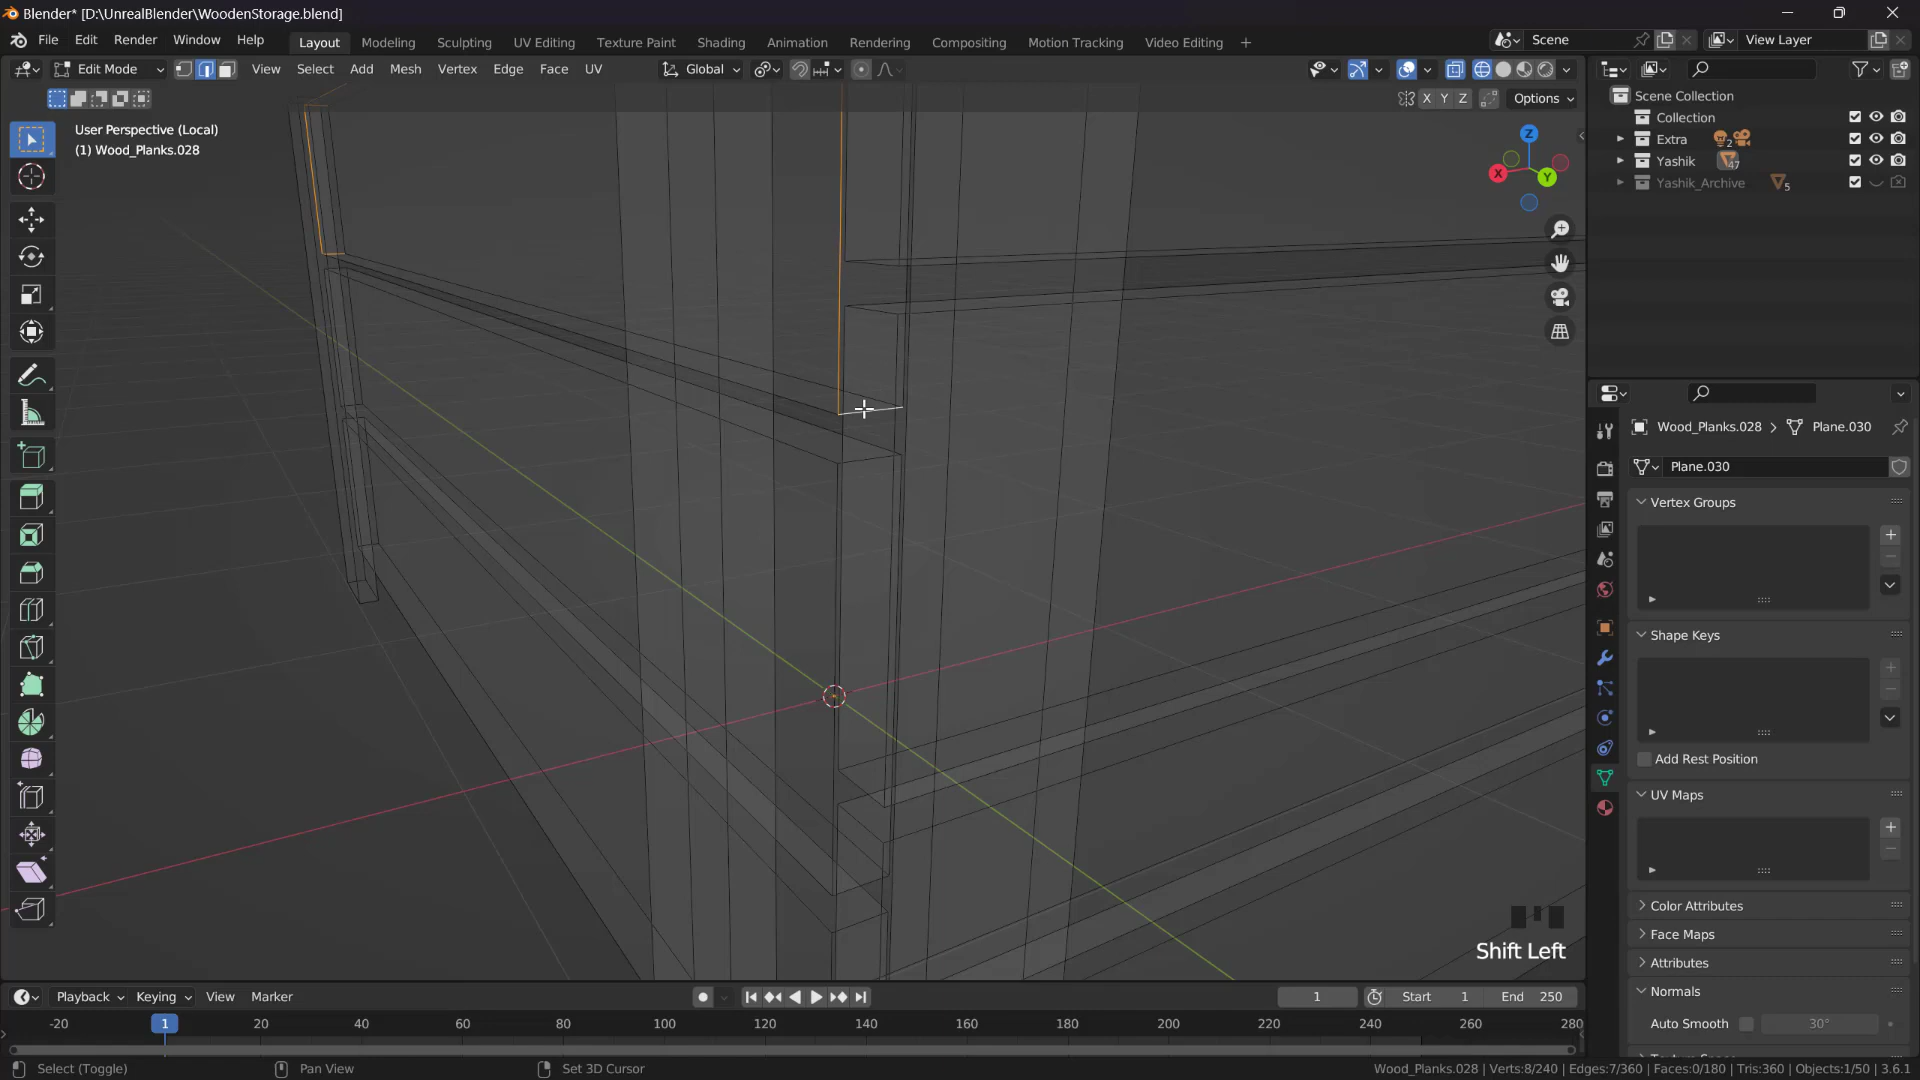 Blender* [D:\UnrealBlender\WoodenStorage.blend]
File Edit Render Window Help Layout Modeling Sculpting UV Editing Texture Paint Shading Animation Rendering Compositing Motion Tracking Video Editing + Scene View Layer
Edit Mode View Select Add Mesh Vertex Edge Face UV Global
X Y Z Options
User Perspective (Local)
(1) Wood_Planks.028
Z
X
Y
Scene Collection
Collection
Extra 2
Yashik 47
Yashik_Archive 5
Wood_Planks.028 > Plane.030
Plane.030
Vertex Groups
Shape Keys
Add Rest Position
UV Maps
Color Attributes
Face Maps
Attributes
Normals
Auto Smooth 30°
Shift Left
Playback Keying View Marker 1 Start 1 End 250
-20 1 20 40 60 80 100 120 140 160 180 200 220 240 260 280
Select (Toggle) Pan View Set 3D Cursor Wood_Planks.028 | Verts:8/240 | Edges:7/360 | Faces:0/180 | Tris:360 | Objects:1/50 | 3.6.1